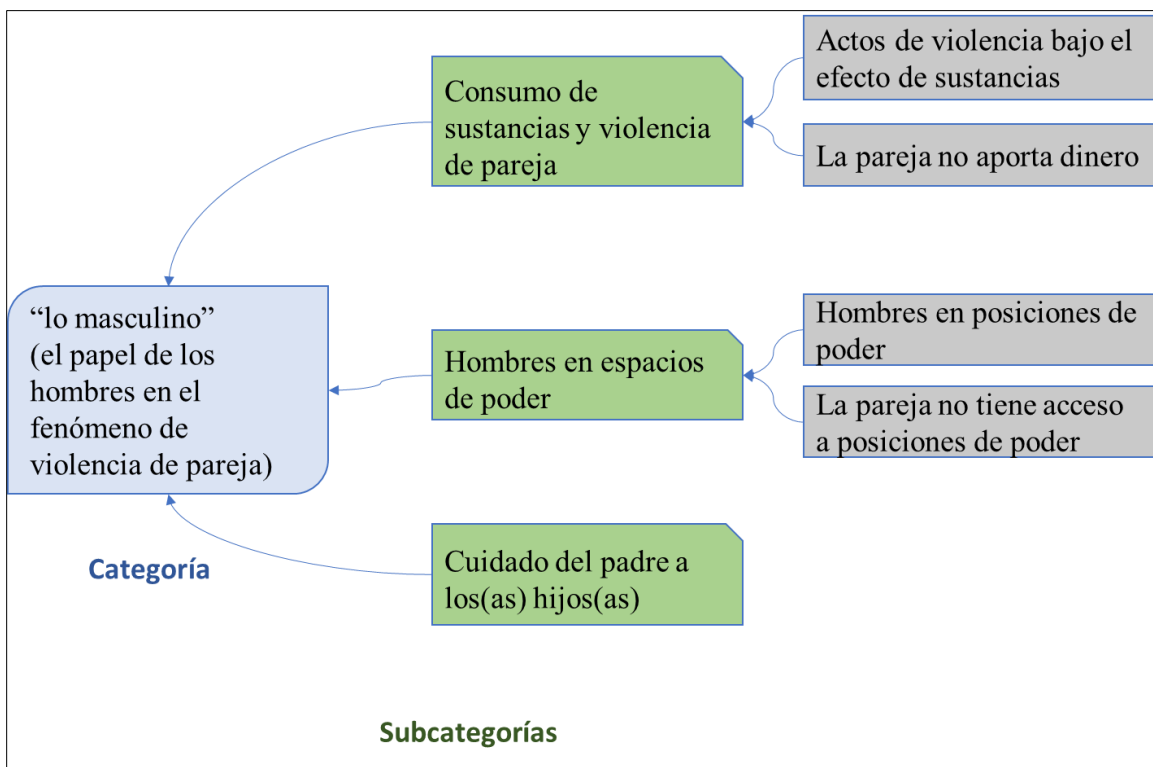 Actos de violencia bajo el
efecto de sustancias
Consumo de
sustancias y violencia
de pareja
La pareja no aporta dinero
“lo masculino”
(el papel de los
hombres en el
fenómeno de
violencia de pareja)
Hombres en posiciones de
poder
Hombres en espacios
de poder
La pareja no tiene acceso
a posiciones de poder
Cuidado del padre a
los(as) hijos(as)
Categoría
Subcategorías